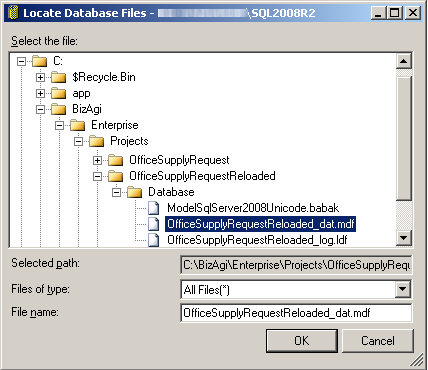 Locate Database Files - \SQL2008R2
Select the file:
C:
$Recycle.Bin
app
BizAgi
Enterprise
Projects
OfficeSupplyRequest
OfficeSupplyRequestReloaded
Database
ModelSqlServer2008Unicode.babak
OfficeSupplyRequestReloaded_dat.mdf
OfficeSupplyRequestReloaded_log.ldf
Selected path: C:\BizAgi\Enterprise\Projects\OfficeSupplyRequ
Files of type: All Files(*)
File name: OfficeSupplyRequestReloaded_dat.mdf
OK Cancel